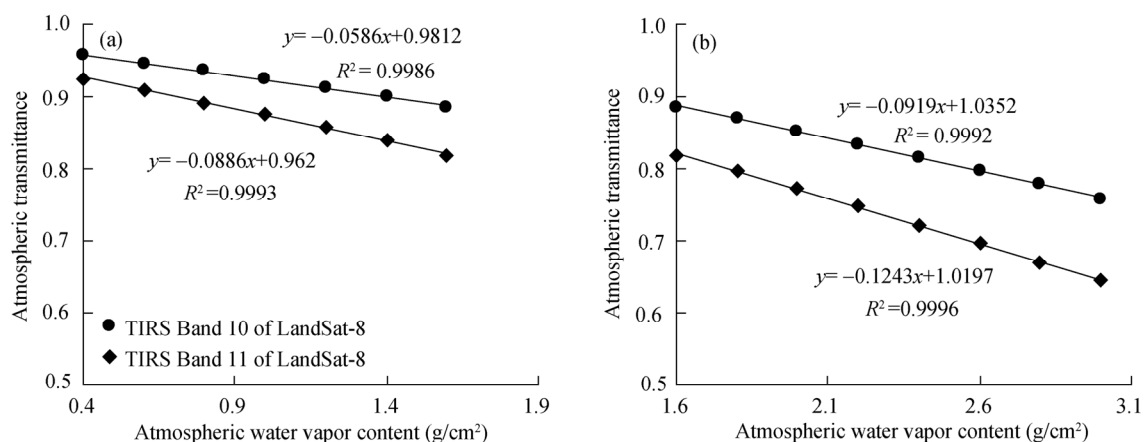 (a)
y= −0.0586x+0.9812
R² = 0.9986
y= −0.0886x+0.962
R² =0.9993
TIRS Band 10 of LandSat-8
TIRS Band 11 of LandSat-8
Atmospheric transmittance
1.0
0.9
0.8
0.7
0.6
0.5
0.4 0.9 1.4 1.9
Atmospheric water vapor content (g/cm²)
(b)
y= −0.0919x+1.0352
R² = 0.9992
y= −0.1243x+1.0197
R² =0.9996
Atmospheric transmittance
1.0
0.9
0.8
0.7
0.6
0.5
1.6 2.1 2.6 3.1
Atmospheric water vapor content (g/cm²)